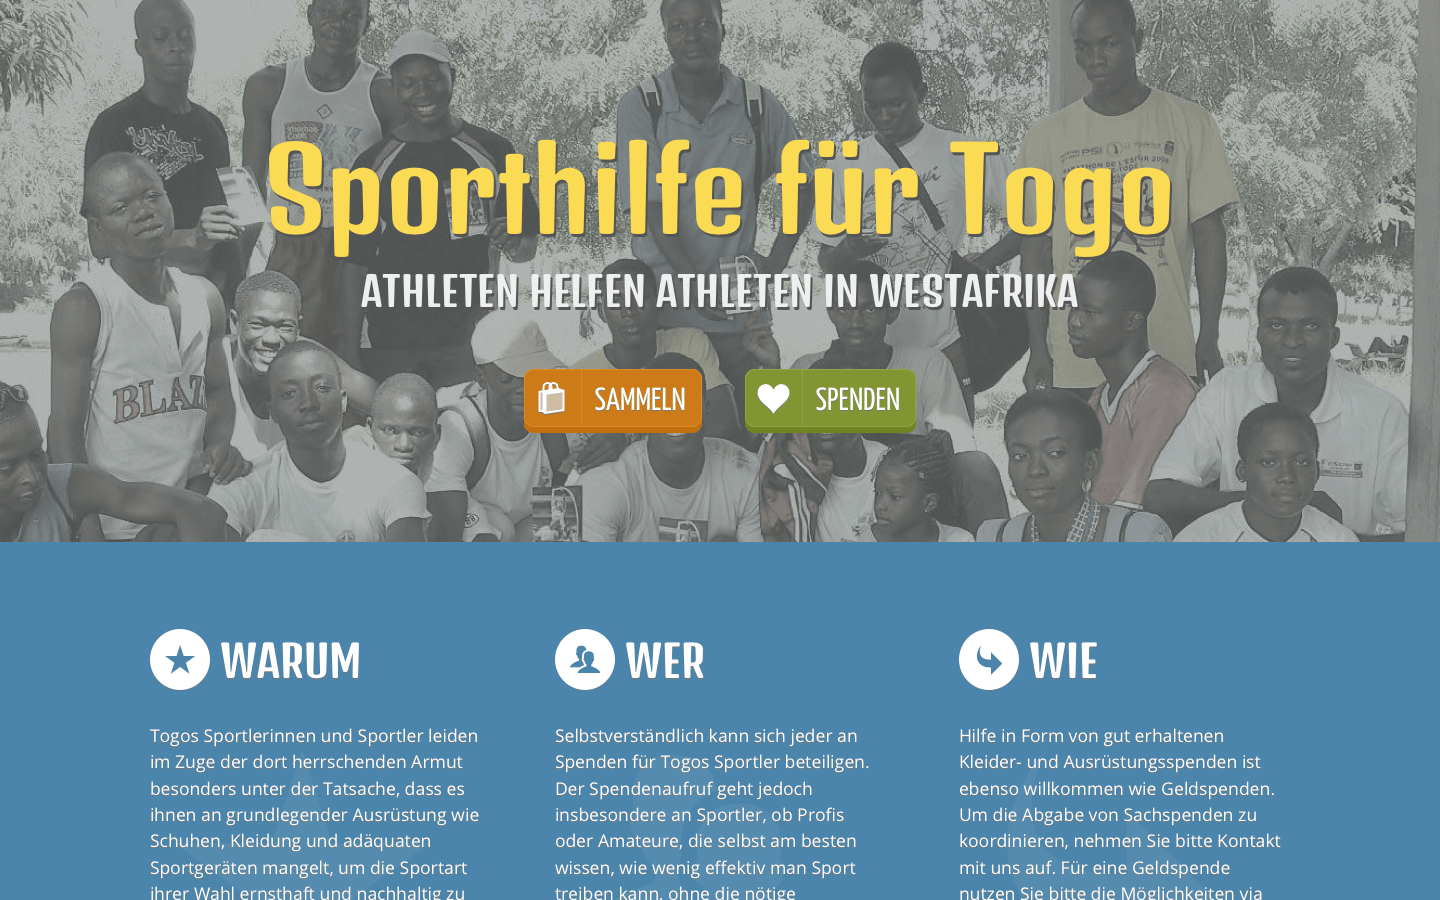 Sporthilfe für Togo
ATHLETEN HELFEN ATHLETEN IN WESTAFRIKA
SAMMELN
SPENDEN
BLAZ
WARUM
Togos Sportlerinnen und Sportler leiden
im Zuge der dort herrschenden Armut
besonders unter der Tatsache, dass es
ihnen an grundlegender Ausrüstung wie
Schuhen, Kleidung und adäquaten
Sportgeräten mangelt, um die Sportart
ihrer Wahl ernsthaft und nachhaltig zu
WER
Selbstverständlich kann sich jeder an
Spenden für Togos Sportler beteiligen.
Der Spendenaufruf geht jedoch
insbesondere an Sportler, ob Profis
oder Amateure, die selbst am besten
wissen, wie wenig effektiv man Sport
treiben kann, ohne die nötige
WIE
Hilfe in Form von gut erhaltenen
Kleider- und Ausrüstungsspenden ist
ebenso willkommen wie Geldspenden.
Um die Abgabe von Sachspenden zu
koordinieren, nehmen Sie bitte Kontakt
mit uns auf. Für eine Geldspende
nutzen Sie bitte die Möglichkeiten via